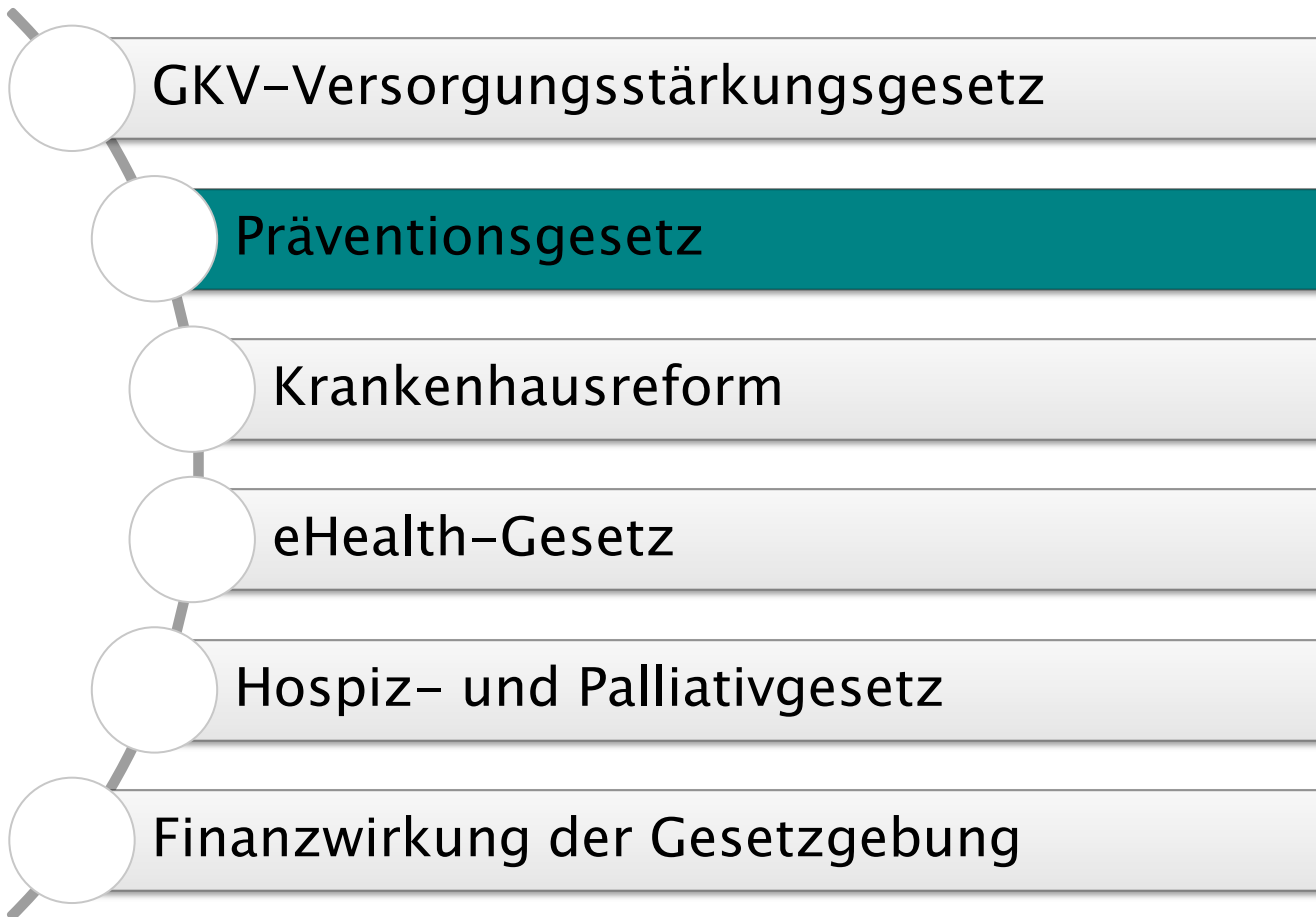 GKV-Versorgungsstärkungsgesetz
Präventionsgesetz
Krankenhausreform
eHealth-Gesetz
Hospiz- und Palliativgesetz
Finanzwirkung der Gesetzgebung